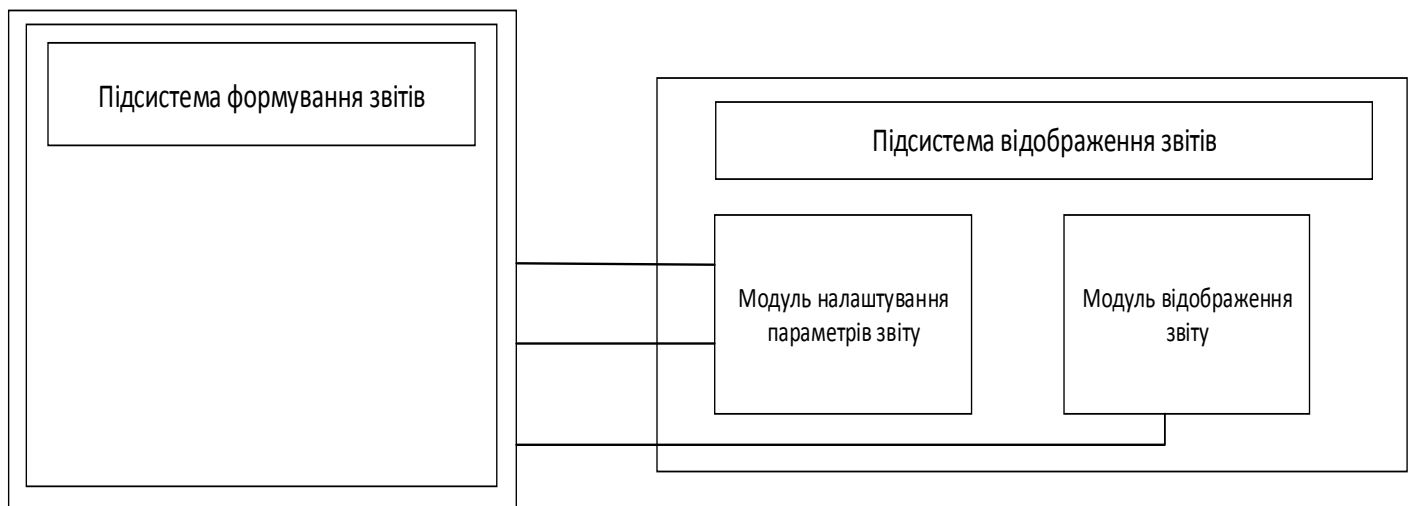 Підсистема формування звітів
Підсистема відображення звітів
Модуль налаштування
параметрів звіту
Модуль відображення
звіту